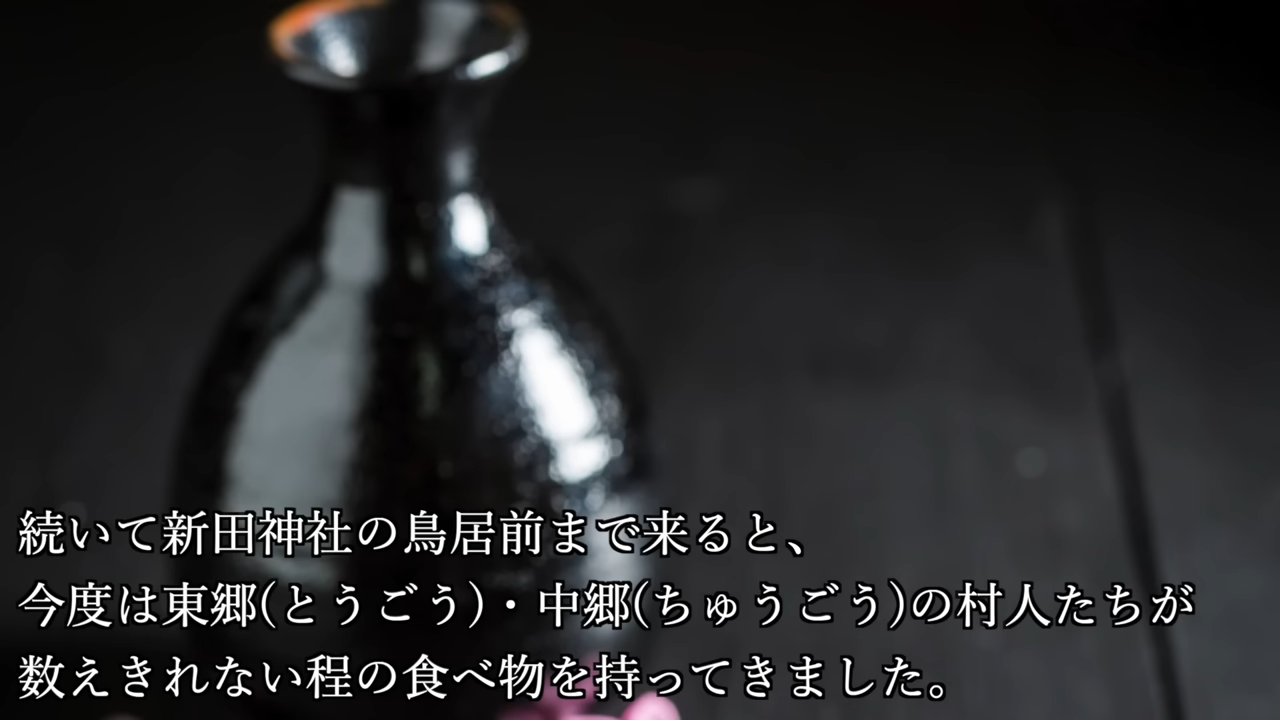 続いて新田神社の鳥居前まで来ると、
今度は東郷(とうごう)・中郷(ちゅうごう)の村人たちが
数えきれない程の食べ物を持ってきました。